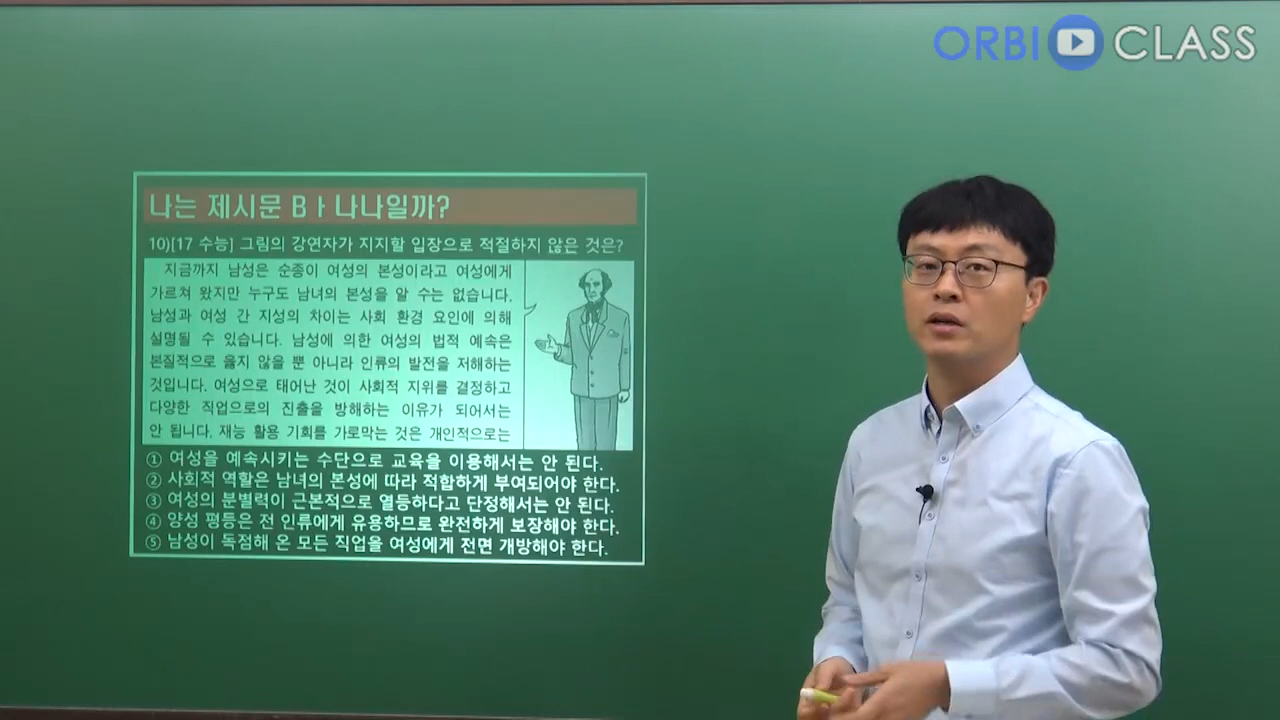 ORBI CLASS
나는 제시문 Bㅏ나나일까?
10)[17 수능] 그림의 강연자가 지지할 입장으로 적절하지 않은 것은?
지금까지 남성은 순종이 여성의 본성이라고 여성에게
가르쳐 왔지만 누구도 남녀의 본성을 알 수는 없습니다.
남성과 여성 간 지성의 차이는 사회 환경 요인에 의해
설명될 수 있습니다. 남성에 의한 여성의 법적 예속은
본질적으로 옳지 않을 뿐 아니라 인류의 발전을 저해하는
것입니다. 여성으로 태어난 것이 사회적 지위를 결정하고
다양한 직업으로의 진출을 방해하는 이유가 되어서는
안 됩니다. 재능 활용 기회를 가로막는 것은 개인적으로는
① 여성을 예속시키는 수단으로 교육을 이용해서는 안 된다.
② 사회적 역할은 남녀의 본성에 따라 적합하게 부여되어야 한다.
③ 여성의 분별력이 근본적으로 열등하다고 단정해서는 안 된다.
④ 양성 평등은 전 인류에게 유용하므로 완전하게 보장해야 한다.
⑤ 남성이 독점해 온 모든 직업을 여성에게 전면 개방해야 한다.